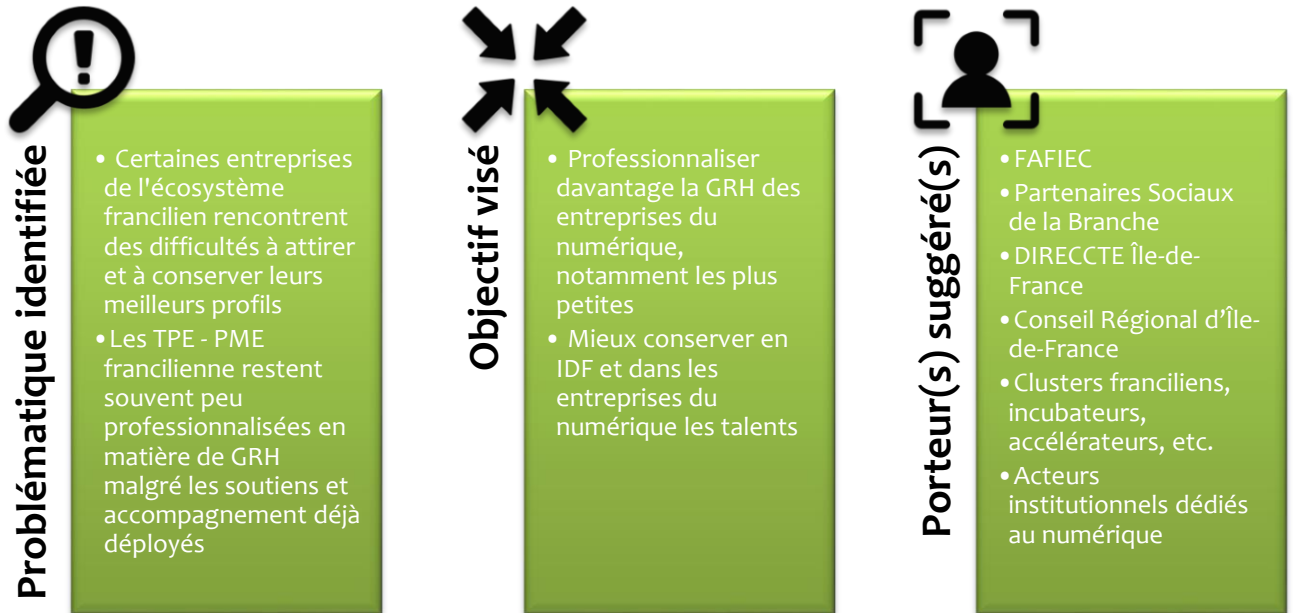 Problématique identifiée
• Certaines entreprises
de l'écosystème
francilien rencontrent
des difficultés à attirer
et à conserver leurs
meilleurs profils
• Les TPE - PME
francilienne restent
souvent peu
professionnalisées en
matière de GRH
malgré les soutiens et
accompagnement déjà
déployés
Objectif visé
• Professionnaliser
davantage la GRH des
entreprises du
numérique,
notamment les plus
petites
• Mieux conserver en
IDF et dans les
entreprises du
numérique les talents
Porteur(s) suggéré(s)
• FAFIEC
• Partenaires Sociaux
de la Branche
• DIRECCTE Île-de-
France
• Conseil Régional d’Île-
de-France
• Clusters franciliens,
incubateurs,
accélérateurs, etc.
• Acteurs
institutionnels dédiés
au numérique